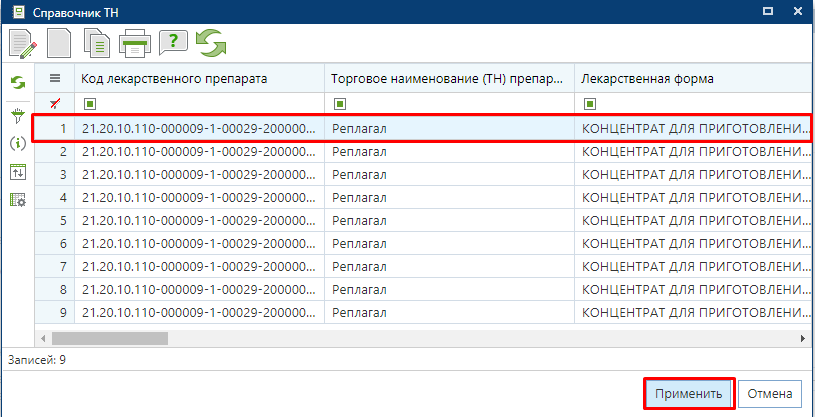 Справочник ТН
?
Код лекарственного препарата Торговое наименование (ТН) препар... Лекарственная форма
1 21.20.10.110-000009-1-00029-200000... Реплагал КОНЦЕНТРАТ ДЛЯ ПРИГОТОВЛЕНИ...
2 21.20.10.110-000009-1-00029-200000... Реплагал КОНЦЕНТРАТ ДЛЯ ПРИГОТОВЛЕНИ...
3 21.20.10.110-000009-1-00029-200000... Реплагал КОНЦЕНТРАТ ДЛЯ ПРИГОТОВЛЕНИ...
4 21.20.10.110-000009-1-00029-200000... Реплагал КОНЦЕНТРАТ ДЛЯ ПРИГОТОВЛЕНИ...
5 21.20.10.110-000009-1-00029-200000... Реплагал КОНЦЕНТРАТ ДЛЯ ПРИГОТОВЛЕНИ...
6 21.20.10.110-000009-1-00029-200000... Реплагал КОНЦЕНТРАТ ДЛЯ ПРИГОТОВЛЕНИ...
7 21.20.10.110-000009-1-00029-200000... Реплагал КОНЦЕНТРАТ ДЛЯ ПРИГОТОВЛЕНИ...
8 21.20.10.110-000009-1-00029-200000... Реплагал КОНЦЕНТРАТ ДЛЯ ПРИГОТОВЛЕНИ...
9 21.20.10.110-000009-1-00029-200000... Реплагал КОНЦЕНТРАТ ДЛЯ ПРИГОТОВЛЕНИ...
Записей: 9
Применить Отмена